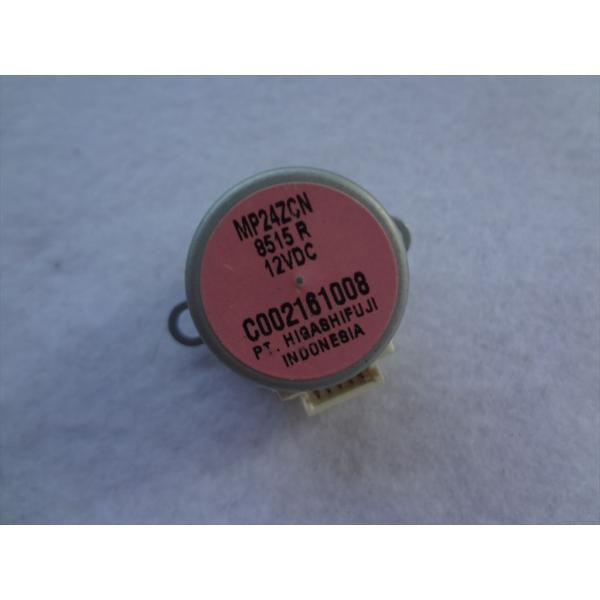 MP24ZCN
8515 R
12VDC
C002161008
PT. HIGASHIFUJI
INDONESIA